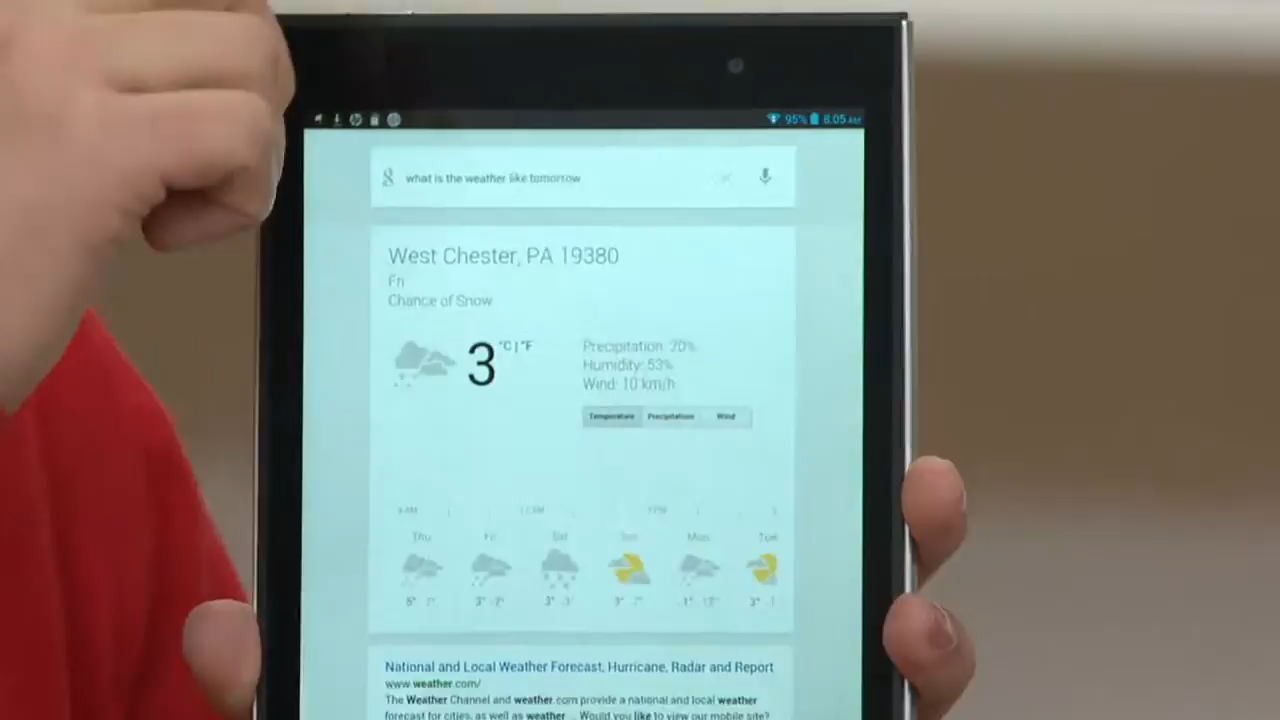 95% 8:05 AM
what is the weather like tomorrow
West Chester, PA 19380
Fri
Chance of Snow
3 °C | °F
Precipitation: 20%
Humidity: 53%
Wind: 10 km/h
Temperature Precipitation Wind
Thu Fri Sat Sun Mon Tue
3° -2° 3°
National and Local Weather Forecast, Hurricane, Radar and Report
www.weather.com/
The Weather Channel and weather.com provide a national and local weather
forecast for cities, as well as weather ... Would you like to view our mobile site?